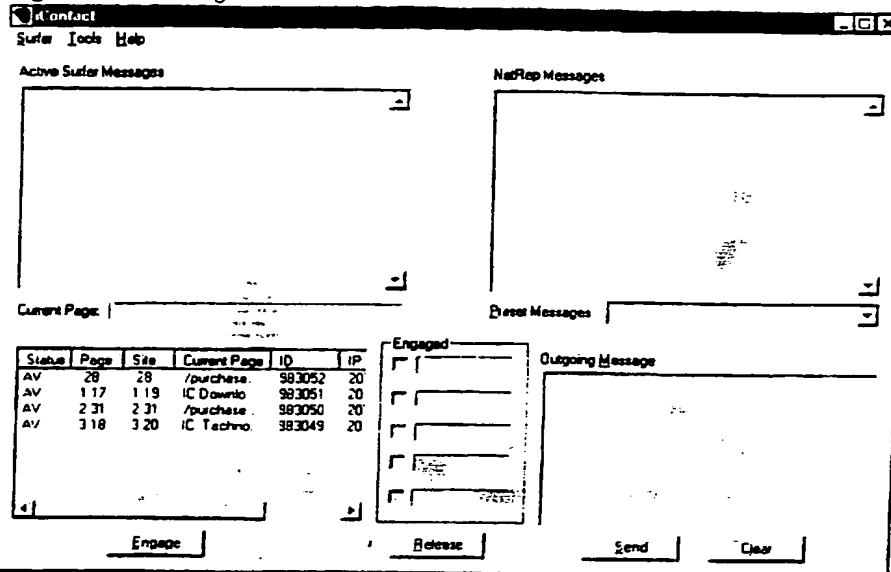 iContact
Surfer Tools Help
Active Surfer Messages
NetRep Messages
Current Page:
Preset Messages
Status Page Site Current Page ID IP
AV 28 28 /purchase. 983052 20
AV 1 17 1 19 IC Downlo 983051 20
AV 2 31 2 31 /purchase. 983050 20
AV 3 18 3 20 IC Techno. 983049 20
Engaged
Outgoing Message
Engage
Release
Send
Clear